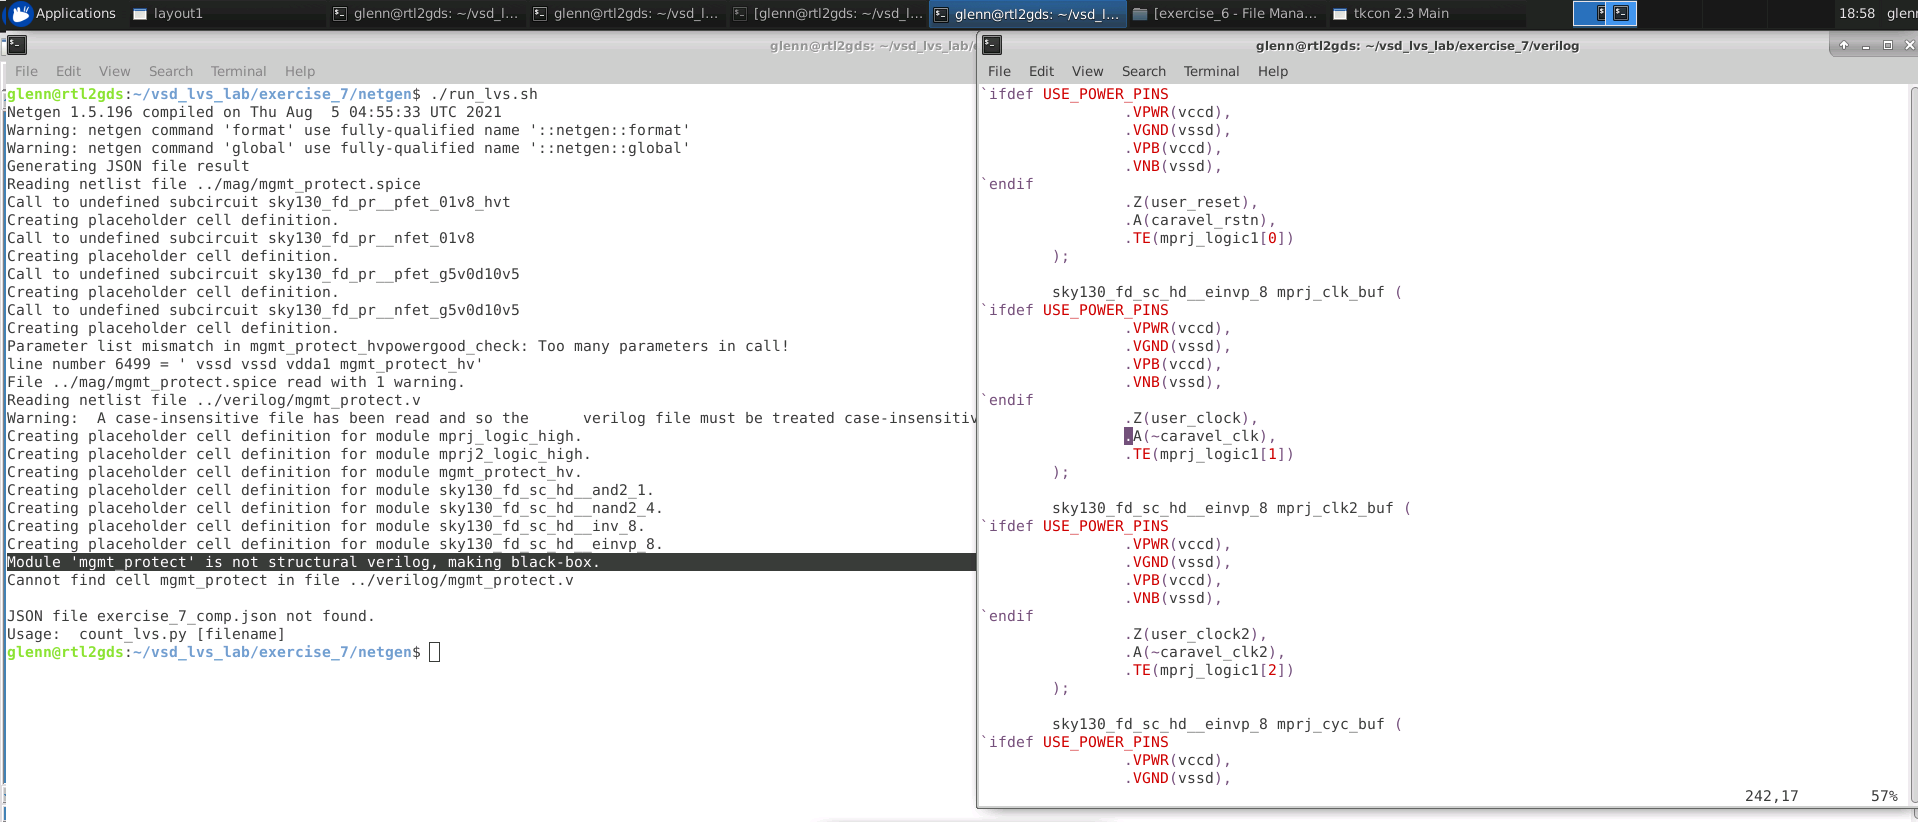 Applications
layout1
glenn@rtl2gds: ~/vsd_l...
glenn@rtl2gds: ~/vsd_l...
[glenn@rtl2gds: ~/vsd_l...
glenn@rtl2gds: ~/vsd_l...
[exercise_6 - File Mana...
tkcon 2.3 Main
18:58
glenn
glenn@rtl2gds: ~/vsd_lvs_lab/
File Edit View Search Terminal Help
glenn@rtl2gds:~/vsd_lvs_lab/exercise_7/netgen$ ./run_lvs.sh
Netgen 1.5.196 compiled on Thu Aug  5 04:55:33 UTC 2021
Warning: netgen command 'format' use fully-qualified name '::netgen::format'
Warning: netgen command 'global' use fully-qualified name '::netgen::global'
Generating JSON file result
Reading netlist file ../mag/mgmt_protect.spice
Call to undefined subcircuit sky130_fd_pr__pfet_01v8_hvt
Creating placeholder cell definition.
Call to undefined subcircuit sky130_fd_pr__nfet_01v8
Creating placeholder cell definition.
Call to undefined subcircuit sky130_fd_pr__pfet_g5v0d10v5
Creating placeholder cell definition.
Call to undefined subcircuit sky130_fd_pr__nfet_g5v0d10v5
Creating placeholder cell definition.
Parameter list mismatch in mgmt_protect_hvpowergood_check: Too many parameters in call!
line number 6499 = ' vssd vssd vdda1 mgmt_protect_hv'
File ../mag/mgmt_protect.spice read with 1 warning.
Reading netlist file ../verilog/mgmt_protect.v
Warning:  A case-insensitive file has been read and so the      verilog file must be treated case-insensitiv
Creating placeholder cell definition for module mprj_logic_high.
Creating placeholder cell definition for module mprj2_logic_high.
Creating placeholder cell definition for module mgmt_protect_hv.
Creating placeholder cell definition for module sky130_fd_sc_hd__and2_1.
Creating placeholder cell definition for module sky130_fd_sc_hd__nand2_4.
Creating placeholder cell definition for module sky130_fd_sc_hd__inv_8.
Creating placeholder cell definition for module sky130_fd_sc_hd__einvp_8.
Module 'mgmt_protect' is not structural verilog, making black-box.
Cannot find cell mgmt_protect in file ../verilog/mgmt_protect.v
JSON file exercise_7_comp.json not found.
Usage:  count_lvs.py [filename]
glenn@rtl2gds:~/vsd_lvs_lab/exercise_7/netgen$
glenn@rtl2gds: ~/vsd_lvs_lab/exercise_7/verilog
File Edit View Search Terminal Help
`ifdef USE_POWER_PINS
.VPWR(vccd),
.VGND(vssd),
.VPB(vccd),
.VNB(vssd),
`endif
.Z(user_reset),
.A(caravel_rstn),
.TE(mprj_logic1[0])
);
sky130_fd_sc_hd__einvp_8 mprj_clk_buf (
`ifdef USE_POWER_PINS
.VPWR(vccd),
.VGND(vssd),
.VPB(vccd),
.VNB(vssd),
`endif
.Z(user_clock),
.A(~caravel_clk),
.TE(mprj_logic1[1])
);
sky130_fd_sc_hd__einvp_8 mprj_clk2_buf (
`ifdef USE_POWER_PINS
.VPWR(vccd),
.VGND(vssd),
.VPB(vccd),
.VNB(vssd),
`endif
.Z(user_clock2),
.A(~caravel_clk2),
.TE(mprj_logic1[2])
);
sky130_fd_sc_hd__einvp_8 mprj_cyc_buf (
`ifdef USE_POWER_PINS
.VPWR(vccd),
.VGND(vssd),
242,17 57%